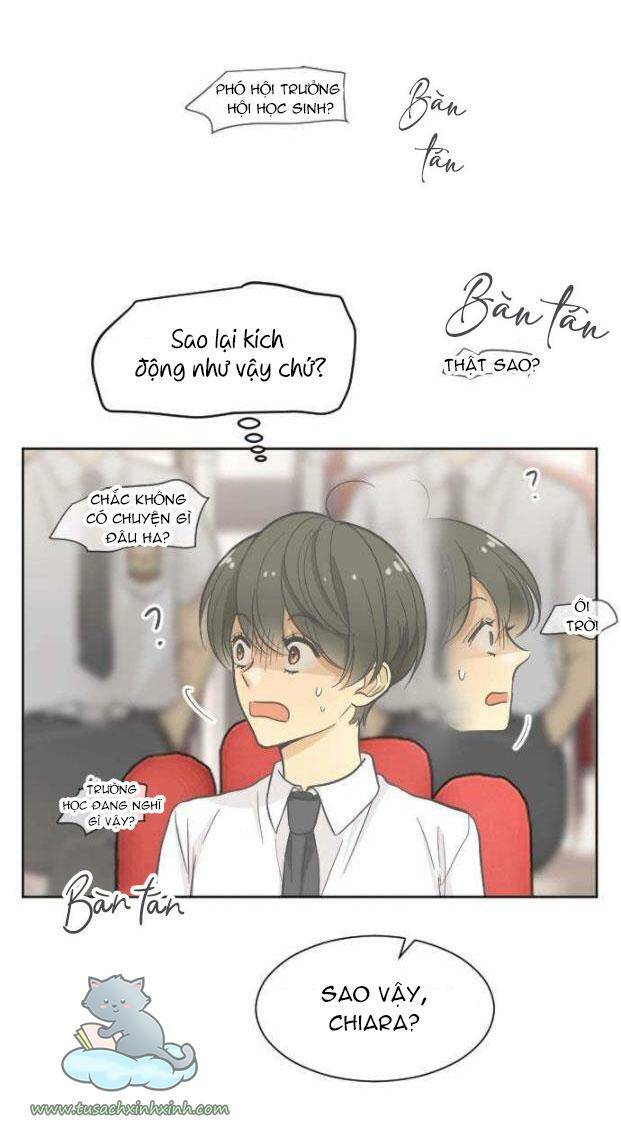 PHÓ HỘI TRƯỞNG
HỘI HỌC SINH?
Bàn
tán
Bàn tán
THẬT SAO?
Sao lại kích
động như vậy chứ?
CHẮC KHÔNG
CÓ CHUYỆN GÌ
ĐÂU HA?
?
?
ÔI
TRỜI
TRƯỜNG
HỌC ĐANG NGHĨ
GÌ VẬY?
Bàn tán
SAO VẬY,
CHIARA?
www.tusachxinhxinh.com